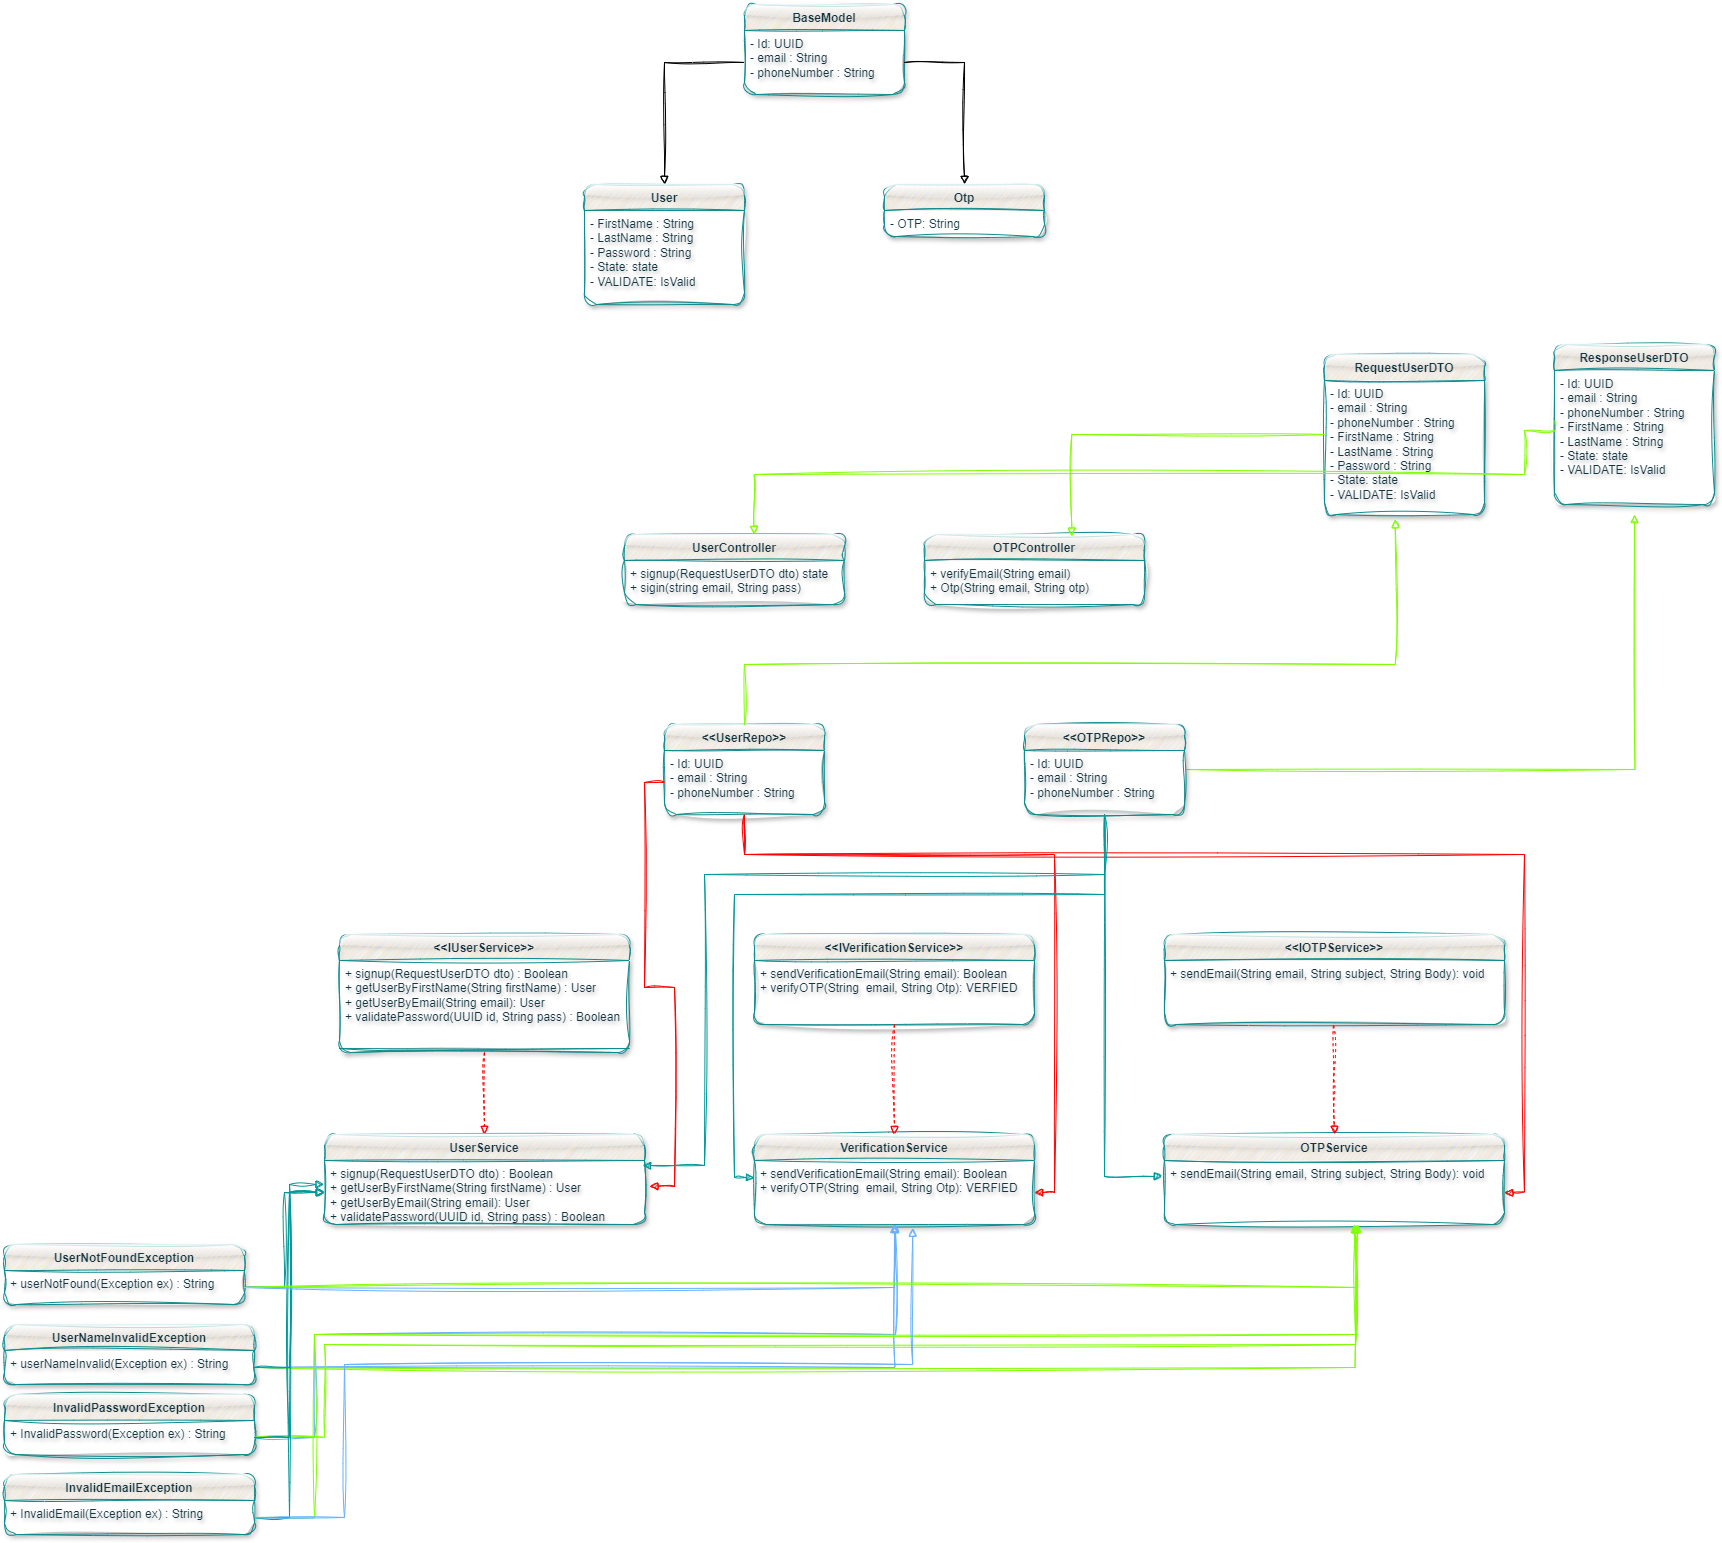 BaseModel
- Id: UUID
- email : String
- phoneNumber : String
User
- FirstName : String
- LastName : String
- Password : String
- State: state
- VALIDATE: IsValid
Otp
- OTP: String
RequestUserDTO
- Id: UUID
- email : String
- phoneNumber : String
- FirstName : String
- LastName : String
- Password : String
- State: state
- VALIDATE: IsValid
ResponseUserDTO
- Id: UUID
- email : String
- phoneNumber : String
- FirstName : String
- LastName : String
- State: state
- VALIDATE: IsValid
UserController
+ signup(RequestUserDTO dto) state
+ sigin(string email, String pass)
OTPController
+ verifyEmail(String email)
+ Otp(String email, String otp)
<<UserRepo>>
- Id: UUID
- email : String
- phoneNumber : String
<<OTPRepo>>
- Id: UUID
- email : String
- phoneNumber : String
<<IUserService>>
+ signup(RequestUserDTO dto) : Boolean
+ getUserByFirstName(String firstName) : User
+ getUserByEmail(String email): User
+ validatePassword(UUID id, String pass) : Boolean
<<IVerificationService>>
+ sendVerificationEmail(String email): Boolean
+ verifyOTP(String  email, String Otp): VERFIED
<<IOTPService>>
+ sendEmail(String email, String subject, String Body): void
UserService
+ signup(RequestUserDTO dto) : Boolean
+ getUserByFirstName(String firstName) : User
+ getUserByEmail(String email): User
+ validatePassword(UUID id, String pass) : Boolean
VerificationService
+ sendVerificationEmail(String email): Boolean
+ verifyOTP(String  email, String Otp): VERFIED
OTPService
+ sendEmail(String email, String subject, String Body): void
UserNotFoundException
+ userNotFound(Exception ex) : String
UserNameInvalidException
+ userNameInvalid(Exception ex) : String
InvalidPasswordException
+ InvalidPassword(Exception ex) : String
InvalidEmailException
+ InvalidEmail(Exception ex) : String